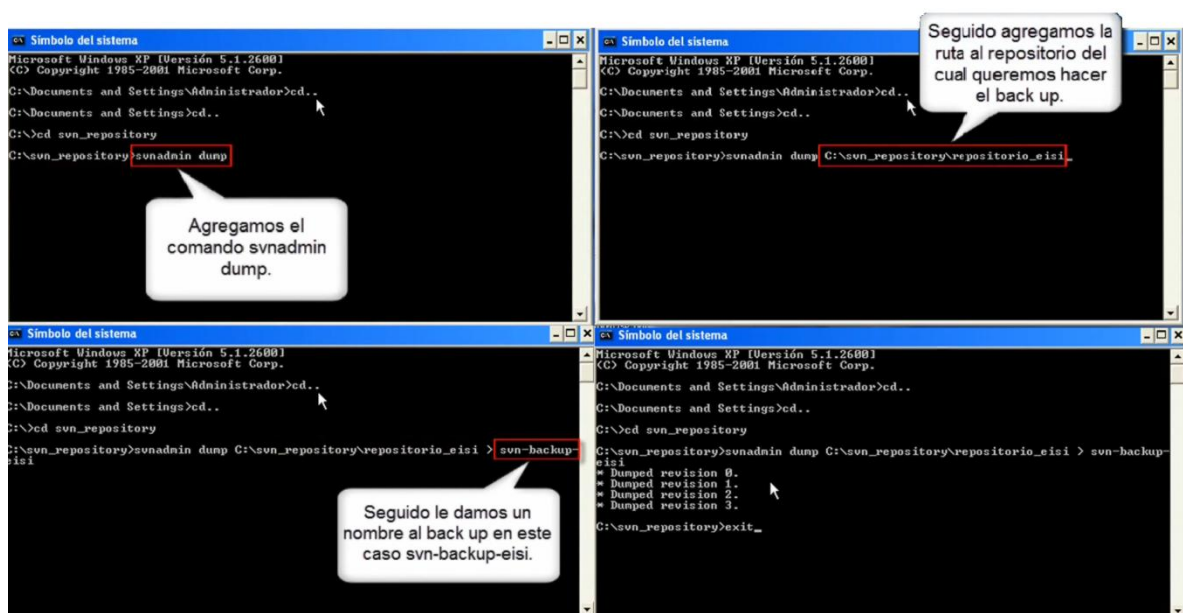 Símbolo del sistema
Microsoft Windows XP [Versión 5.1.2600]
(C) Copyright 1985-2001 Microsoft Corp.
C:\Documents and Settings\Administrador>cd..
C:\Documents and Settings>cd..
C:\>cd svn_repository
C:\svn_repository>svnadmin dump
Agregamos el
comando svnadmin
dump.
Símbolo del sistema
Microsoft Windows XP [Versión 5.1.2600]
(C) Copyright 1985-2001 Microsoft Corp.
C:\Documents and Settings\Administrador>cd..
C:\Documents and Settings>cd..
C:\>cd svn_repository
C:\svn_repository>svnadmin dump C:\svn_repository\repositorio_eisi_
Seguido agregamos la
ruta al repositorio del
cual queremos hacer
el back up.
Símbolo del sistema
Microsoft Windows XP [Versión 5.1.2600]
(C) Copyright 1985-2001 Microsoft Corp.
C:\Documents and Settings\Administrador>cd..
C:\Documents and Settings>cd..
C:\>cd svn_repository
C:\svn_repository>svnadmin dump C:\svn_repository\repositorio_eisi > svn-backup-
eisi
Seguido le damos un
nombre al back up en este
caso svn-backup-eisi.
Símbolo del sistema
Microsoft Windows XP [Versión 5.1.2600]
(C) Copyright 1985-2001 Microsoft Corp.
C:\Documents and Settings\Administrador>cd..
C:\Documents and Settings>cd..
C:\>cd svn_repository
C:\svn_repository>svnadmin dump C:\svn_repository\repositorio_eisi > svn-backup-
eisi
* Dumped revision 0.
* Dumped revision 1.
* Dumped revision 2.
* Dumped revision 3.
C:\svn_repository>exit_